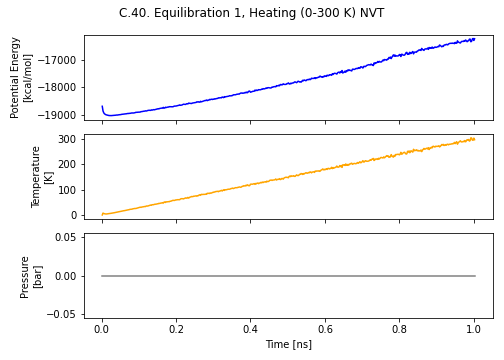 C.40. Equilibration 1, Heating (0-300 K) NVT
Potential Energy
[kcal/mol]
−17000
−18000
−19000
Temperature
[K]
300
200
100
0
Pressure
[bar]
0.05
0.00
−0.05
0.0 0.2 0.4 0.6 0.8 1.0
Time [ns]